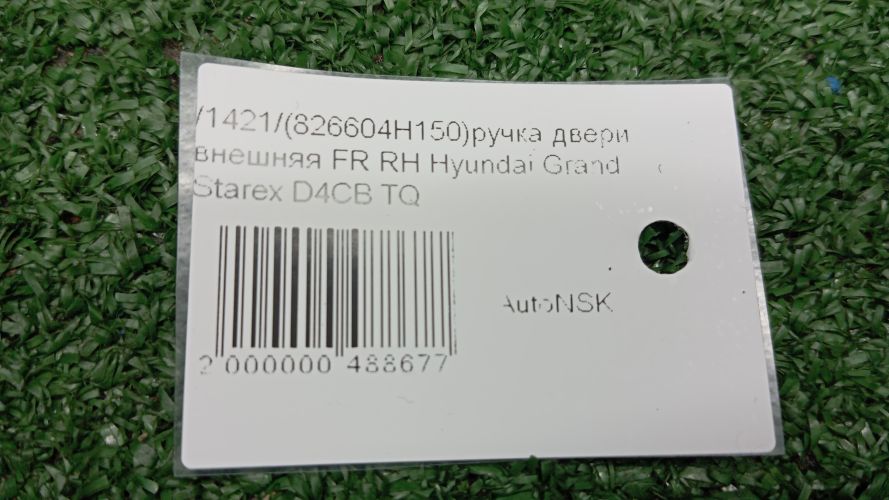 /1421/(826604H150)ручка двери
внешняя FR RH Hyundai Grand
Starex D4CB TQ
AutoNSK
2 000000 488677